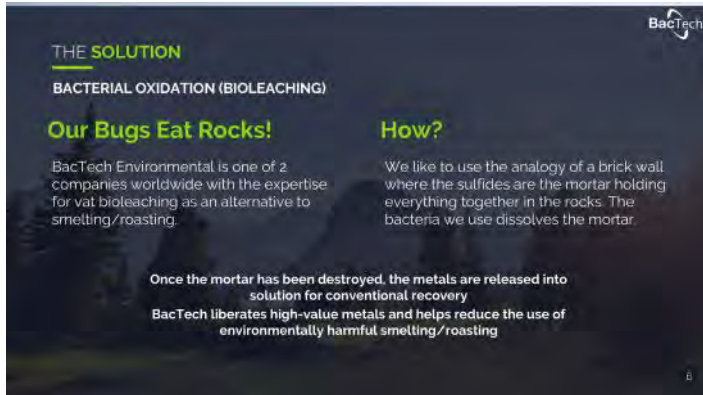 BacTech
THE SOLUTION
BACTERIAL OXIDATION (BIOLEACHING)
Our Bugs Eat Rocks!
BacTech Environmental is one of 2
companies worldwide with the expertise
for vat bioleaching as an alternative to
smelting/roasting.
How?
We like to use the analogy of a brick wall
where the sulfides are the mortar holding
everything together in the rocks. The
bacteria we use dissolves the mortar.
Once the mortar has been destroyed, the metals are released into
solution for conventional recovery
BacTech liberates high-value metals and helps reduce the use of
environmentally harmful smelting/roasting
6